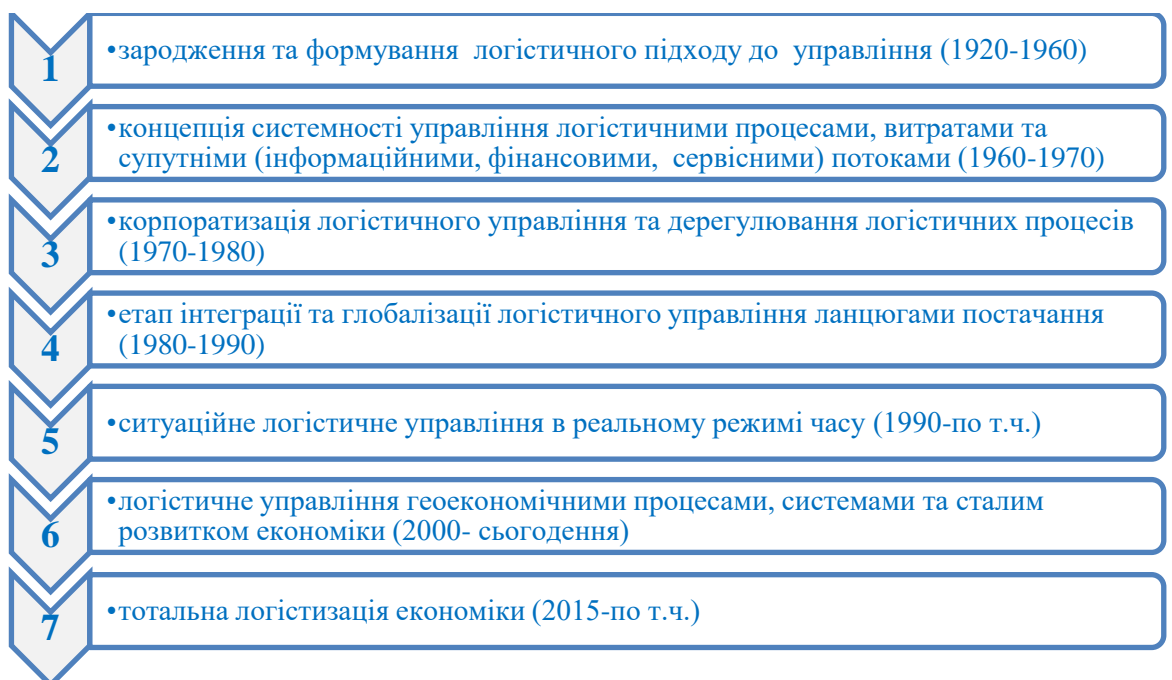 1
•зародження та формування логістичного підходу до управління (1920-1960)
2
•концепція системності управління логістичними процесами, витратами та
супутніми (інформаційними, фінансовими, сервісними) потоками (1960-1970)
3
•корпоратизація логістичного управління та дерегулювання логістичних процесів
(1970-1980)
4
•етап інтеграції та глобалізації логістичного управління ланцюгами постачання
(1980-1990)
5
•ситуаційне логістичне управління в реальному режимі часу (1990-по т.ч.)
6
•логістичне управління геоекономічними процесами, системами та сталим
розвитком економіки (2000- сьогодення)
7
•тотальна логістизація економіки (2015-по т.ч.)